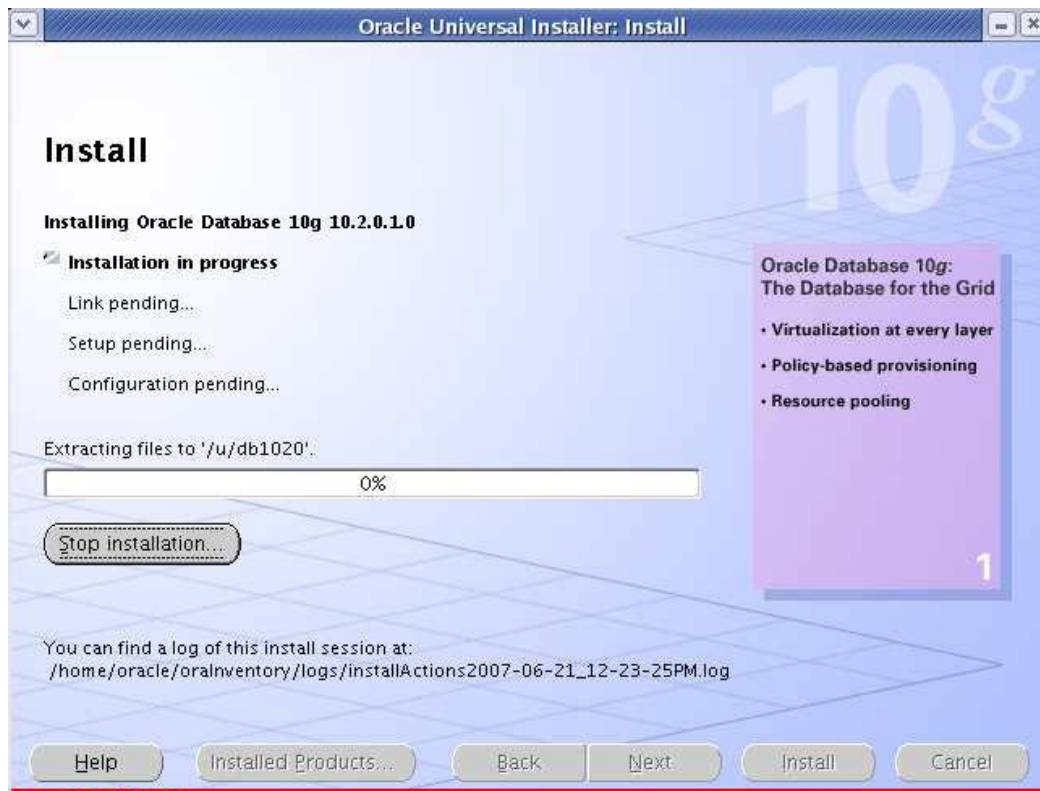 Oracle Universal Installer: Install
10g
Install
Installing Oracle Database 10g 10.2.0.1.0
Installation in progress
Link pending...
Setup pending...
Configuration pending...
Extracting files to '/u/db1020'.
0%
Stop installation...
Oracle Database 10g:
The Database for the Grid
• Virtualization at every layer
• Policy-based provisioning
• Resource pooling
1
You can find a log of this install session at:
/home/oracle/oraInventory/logs/installActions2007-06-21_12-23-25PM.log
Help
Installed Products...
Back
Next
Install
Cancel